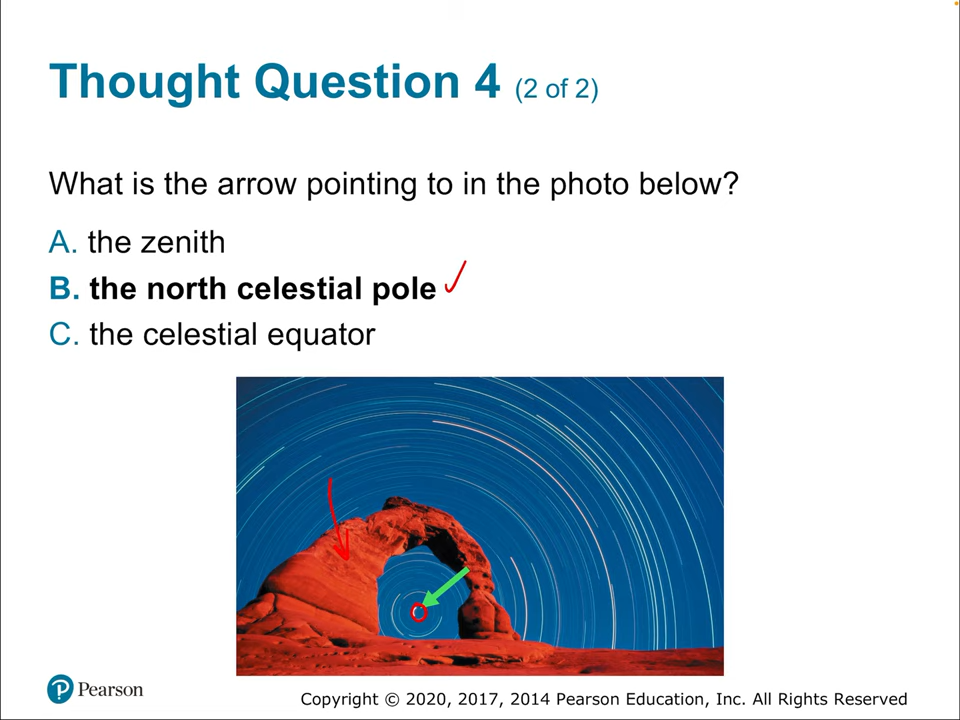 Thought Question 4 (2 of 2)
What is the arrow pointing to in the photo below?
A. the zenith
B. the north celestial pole
C. the celestial equator
Pearson
Copyright © 2020, 2017, 2014 Pearson Education, Inc. All Rights Reserved